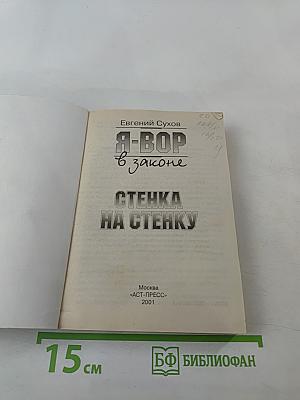 Евгений Сухов
Я-ВОР
в законе
СТЕНКА
НА СТЕНКУ
Москва
«АСТ-ПРЕСС»
2001
15 см
БФ БИБЛИОФАН